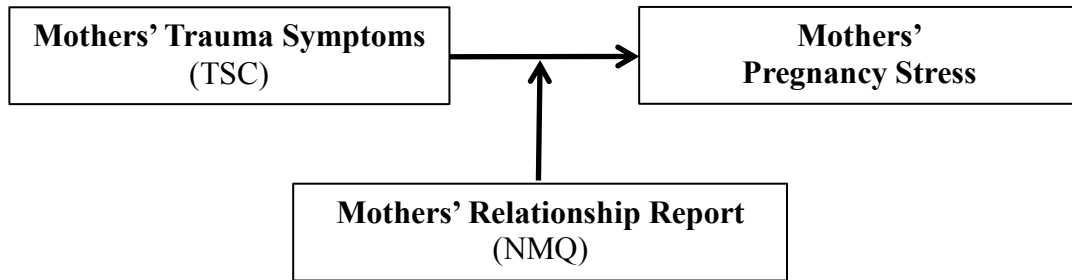 Mothers’ Trauma Symptoms
(TSC)
Mothers’
Pregnancy Stress
Mothers’ Relationship Report
(NMQ)